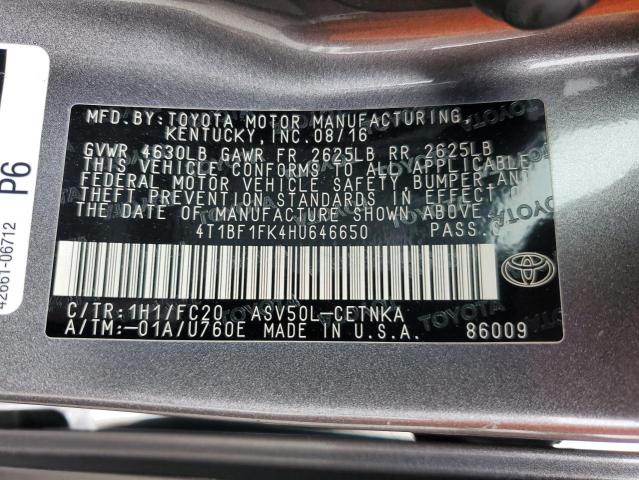 MFD. BY: TOYOTA MOTOR MANUFACTURING,
KENTUCKY, INC. 08/16
GVWR 4630LB GAWR FR 2625LB RR 2625LB
THIS VEHICLE CONFORMS TO ALL APPLICABLE
FEDERAL MOTOR VEHICLE SAFETY, BUMPER, AND
THEFT PREVENTION STANDARDS IN EFFECT ON
THE DATE OF MANUFACTURE SHOWN ABOVE.
4T1BF1FK4HU646650 PASS.
C/TR: 1H1/FC20 ASV50L-CETNKA
A/TM: -01A/U760E MADE IN U.S.A. 86009
P6
42661-06712
TOYOTA